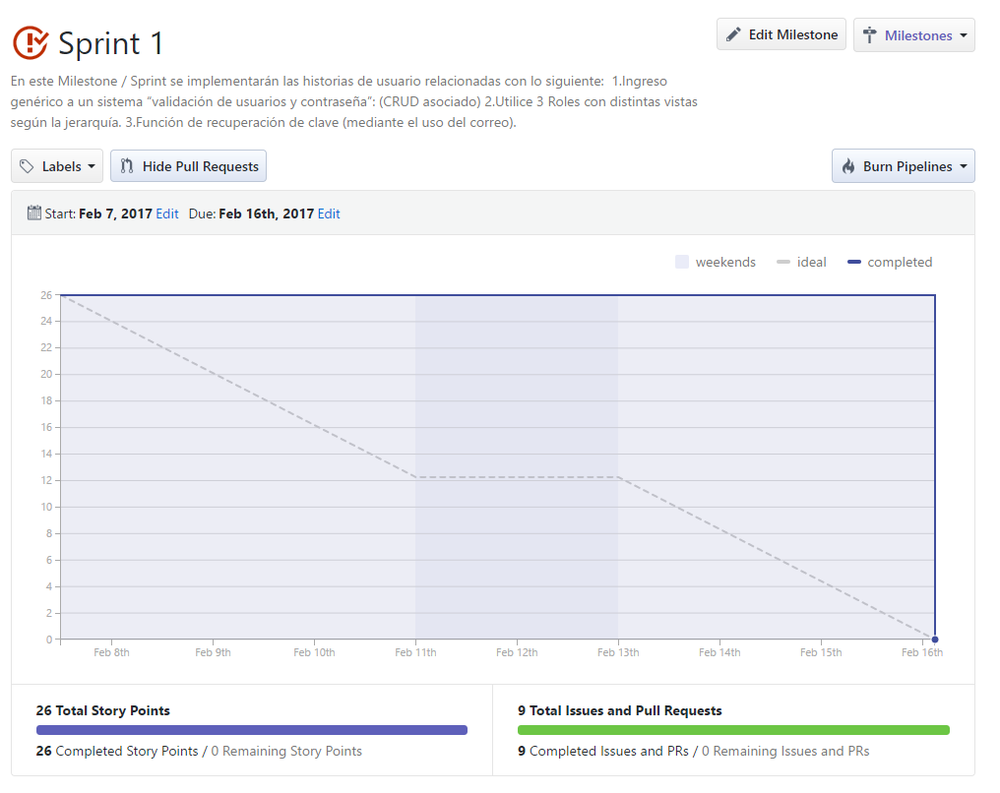 Sprint 1
Edit Milestone
Milestones
En este Milestone / Sprint se implementarán las historias de usuario relacionadas con lo siguiente:  1.Ingreso
genérico a un sistema “validación de usuarios y contraseña”: (CRUD asociado) 2.Utilice 3 Roles con distintas vistas
según la jerarquía. 3.Función de recuperación de clave (mediante el uso del correo).
Labels
Hide Pull Requests
Burn Pipelines
Start: Feb 7, 2017 Edit Due: Feb 16th, 2017 Edit
weekends ideal completed
26
24
22
20
18
16
14
12
10
8
6
4
2
0
Feb 8th Feb 9th Feb 10th Feb 11th Feb 12th Feb 13th Feb 14th Feb 15th Feb 16th
26 Total Story Points
26 Completed Story Points / 0 Remaining Story Points
9 Total Issues and Pull Requests
9 Completed Issues and PRs / 0 Remaining Issues and PRs